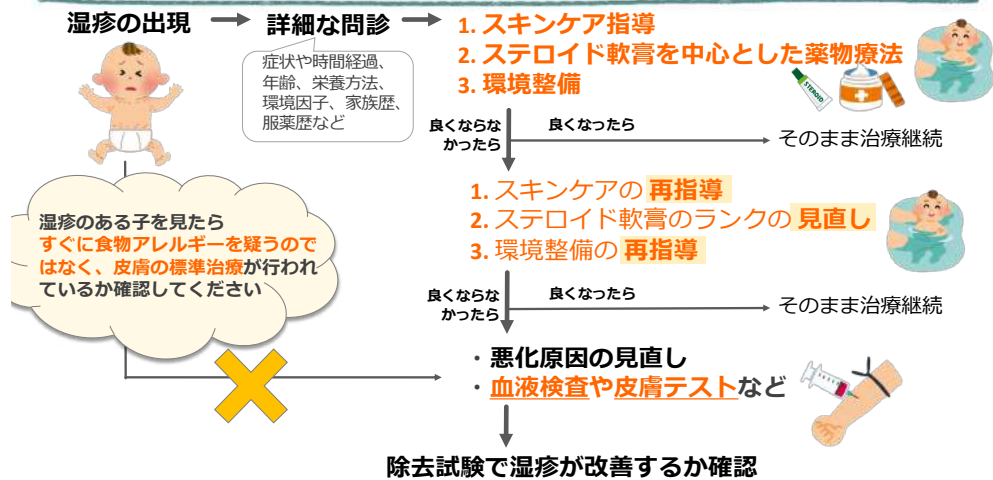 湿疹の出現
詳細な問診
症状や時間経過、
年齢、栄養方法、
環境因子、家族歴、
服薬歴など
1. スキンケア指導
2. ステロイド軟膏を中心とした薬物療法
3. 環境整備
STEROID
良くならな
かったら
良くなったら
そのまま治療継続
湿疹のある子を見たら
すぐに食物アレルギーを疑うので
はなく、皮膚の標準治療が行われ
ているか確認してください
1. スキンケアの 再指導
2. ステロイド軟膏のランクの 見直し
3. 環境整備の 再指導
良くならな
かったら
良くなったら
そのまま治療継続
・悪化原因の見直し
・血液検査や皮膚テストなど
除去試験で湿疹が改善するか確認